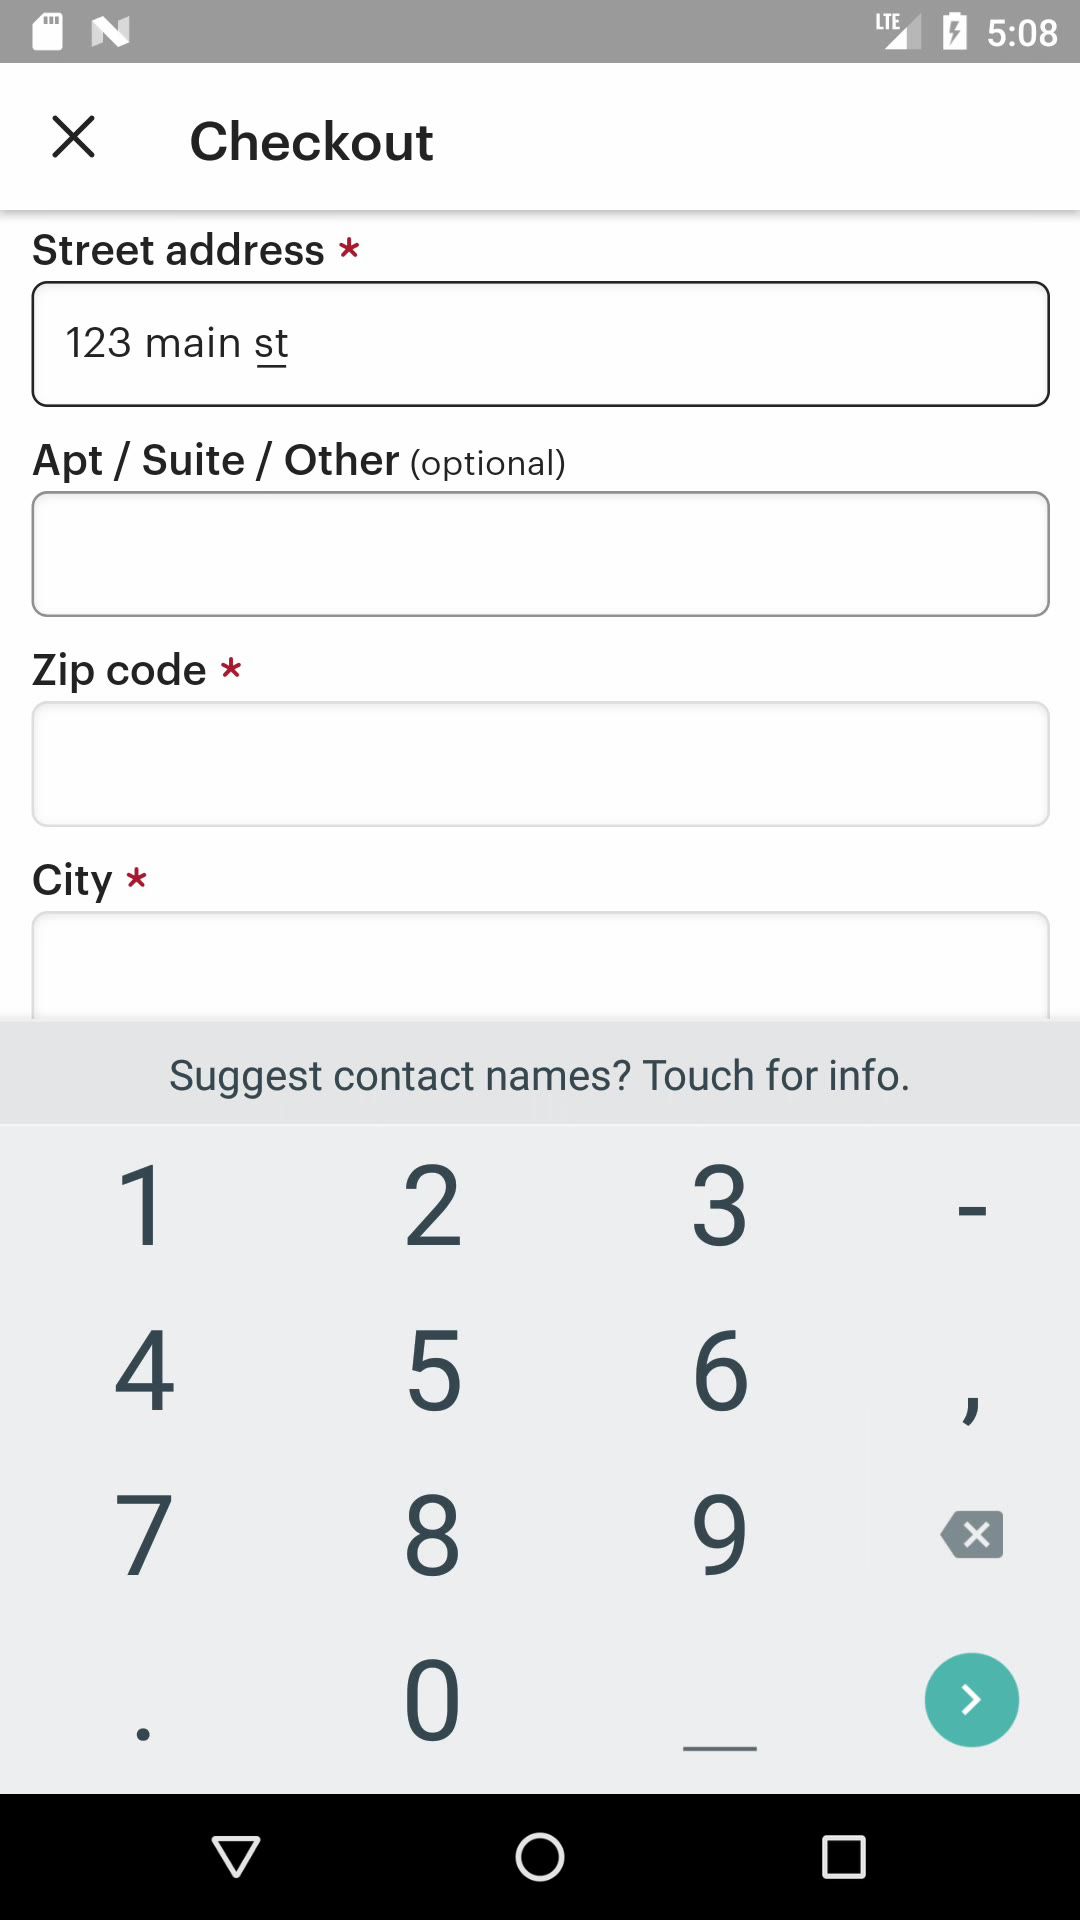 LTE 5:08
Checkout
Street address *
123 main st
Apt / Suite / Other (optional)
Zip code *
City *
Suggest contact names? Touch for info.
1 2 3 -
4 5 6 ,
7 8 9
. 0 _